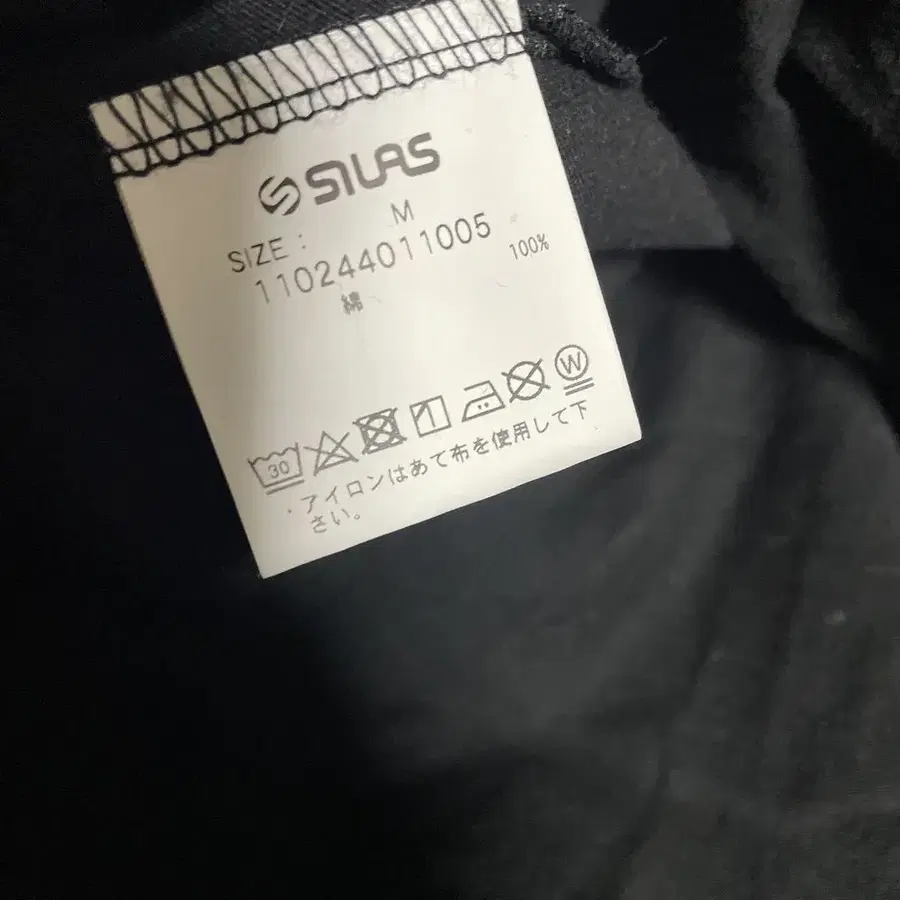 SILAS
SIZE : M
110244011005
綿 100%
30
W
・アイロンはあて布を使用して下
さい。